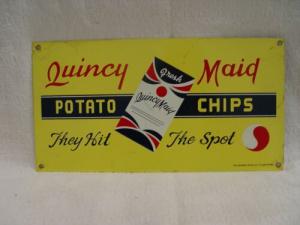 Quincy Maid
Fresh
Quincy Maid
POTATO CHIPS
They Hit The Spot